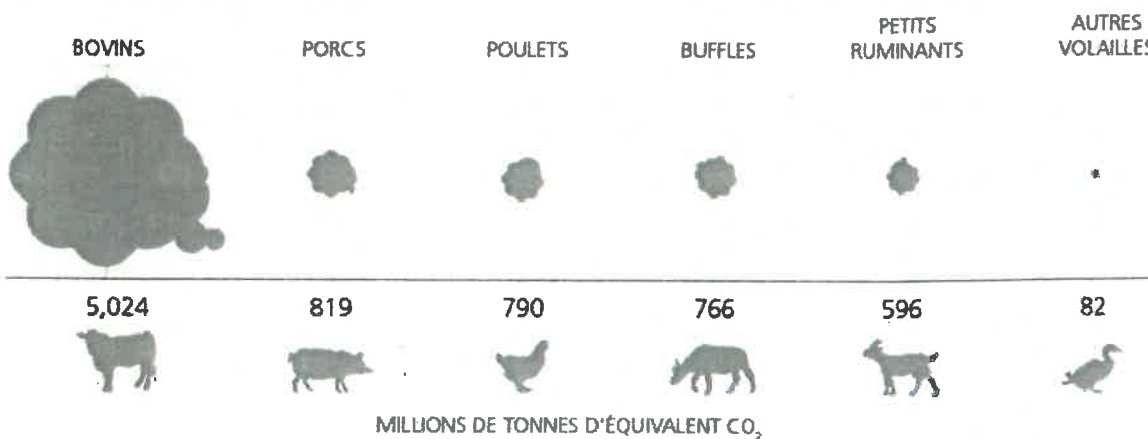 BOVINS
PORCS
POULETS
BUFFLES
PETITS
RUMINANTS
AUTRES
VOLAILLES
5,024
819
790
766
596
82
MILLIONS DE TONNES D'ÉQUIVALENT CO₂